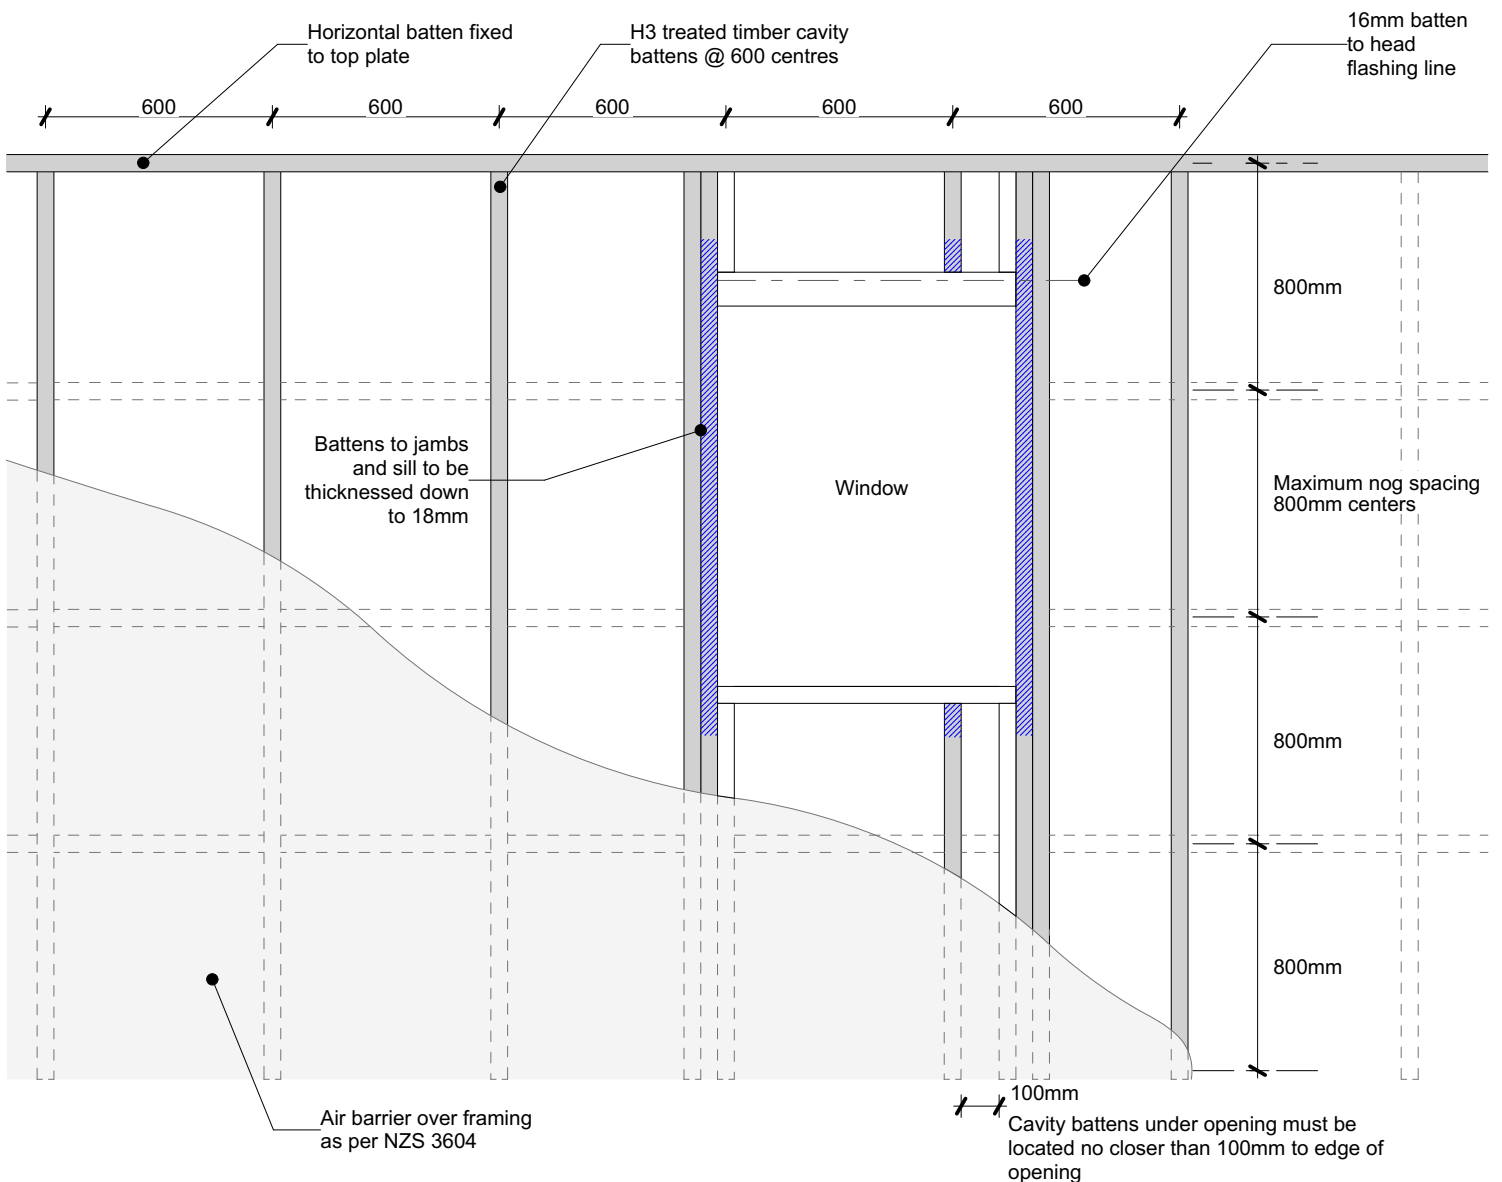 Horizontal batten fixed
to top plate
H3 treated timber cavity
battens @ 600 centres
16mm batten
to head
flashing line
600
600
600
600
600
800mm
Battens to jambs
and sill to be
thicknessed down
to 18mm
Window
Maximum nog spacing
800mm centers
800mm
800mm
Air barrier over framing
as per NZS 3604
100mm
Cavity battens under opening must be
located no closer than 100mm to edge of
opening